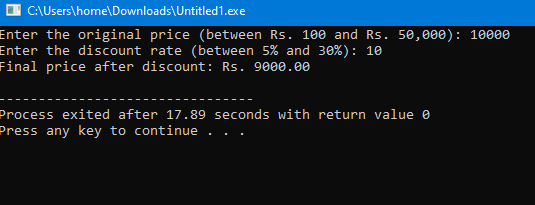 C:\Users\home\Downloads\Untitled1.exe
Enter the original price (between Rs. 100 and Rs. 50,000): 10000
Enter the discount rate (between 5% and 30%): 10
Final price after discount: Rs. 9000.00
--------------------------------
Process exited after 17.89 seconds with return value 0
Press any key to continue . . .